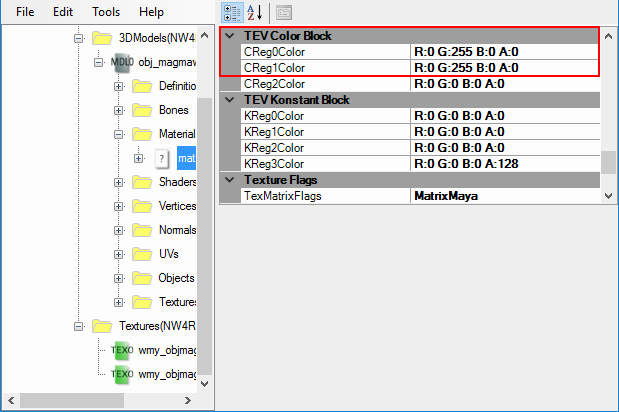 File Edit Tools Help
3DModels(NW4R
MDL0 obj_magmaw
Definition
Bones
Material
? mat
Shaders
Vertices
Normals
UVs
Objects
Textures
Textures(NW4R
TEX0 wmy_objmag
TEX0 wmy_objmag
A Z
TEV Color Block
CReg0Color R:0 G:255 B:0 A:0
CReg1Color R:0 G:255 B:0 A:0
CReg2Color R:0 G:0 B:0 A:0
TEV Konstant Block
KReg0Color R:0 G:0 B:0 A:0
KReg1Color R:0 G:0 B:0 A:0
KReg2Color R:0 G:0 B:0 A:0
KReg3Color R:0 G:0 B:0 A:128
Texture Flags
TexMatrixFlags MatrixMaya